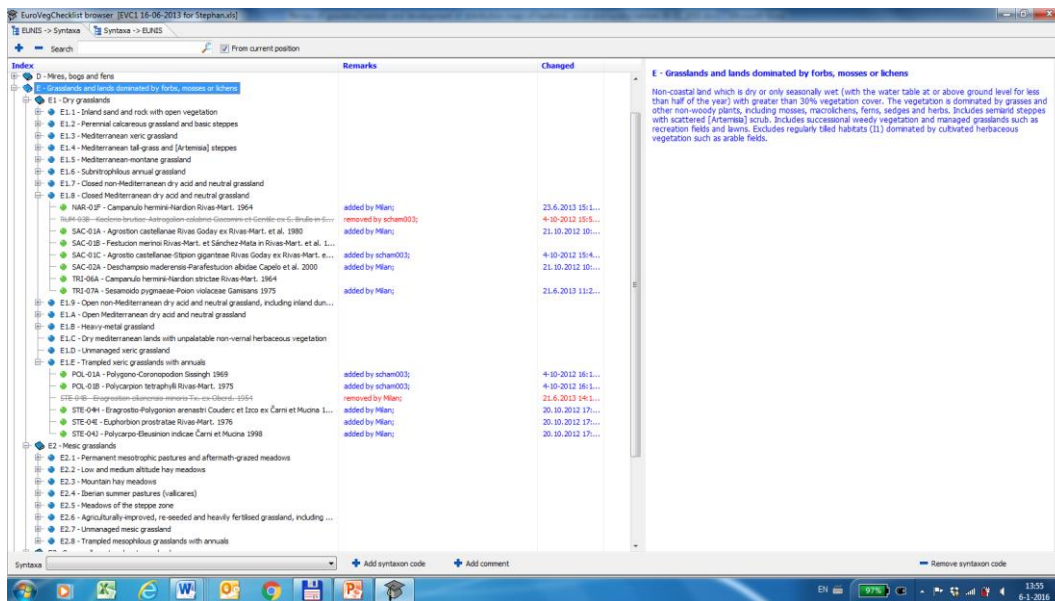 EuroVegChecklist browser [EVC1 16-06-2013 for Stephan.xls]
EUNIS -> Syntaxa Syntaxa -> EUNIS
Search From current position
Index Remarks Changed
D - Mires, bogs and fens
E - Grasslands and lands dominated by forbs, mosses or lichens
E1 - Dry grasslands
E1.1 - Inland sand and rock with open vegetation
E1.2 - Perennial calcareous grassland and basic steppes
E1.3 - Mediterranean xeric grassland
E1.4 - Mediterranean tall-grass and [Artemisia] steppes
E1.5 - Mediterranean-montane grassland
E1.6 - Subnitrophilous annual grassland
E1.7 - Closed non-Mediterranean dry acid and neutral grassland
E1.8 - Closed Mediterranean dry acid and neutral grassland
NAR-01F - Campanulo herminii-Nardion Rivas-Mart. 1964 added by Milan; 23.6.2013 15:1...
removed by scham003; 4-10-2012 15:5...
SAC-01A - Agrostion castellanae Rivas Goday ex Rivas-Mart. et al. 1980 added by Milan; 21.10.2012 10:...
SAC-01B - Festucion merinoi Rivas-Mart. et Sánchez-Mata in Rivas-Mart. et al. 1...
SAC-01C - Agrostio castellanae-Stipion giganteae Rivas Goday ex Rivas-Mart. e... added by scham003; 4-10-2012 15:4...
SAC-02A - Deschampsio maderensis-Parafestucion albidae Capelo et al. 2000 added by Milan; 21.10.2012 10:...
TRI-06A - Campanulo herminii-Nardion strictae Rivas-Mart. 1964
TRI-07A - Sesamoido pygmaeae-Poion violaceae Gamisans 1975 added by Milan; 21.6.2013 11:2...
E1.9 - Open non-Mediterranean dry acid and neutral grassland, including inland dun...
E1.A - Open Mediterranean dry acid and neutral grassland
E1.B - Heavy-metal grassland
E1.C - Dry mediterranean lands with unpalatable non-vernal herbaceous vegetation
E1.D - Unmanaged xeric grassland
E1.E - Trampled xeric grasslands with annuals
POL-01A - Polygono-Coronopodion Sissingh 1969 added by scham003; 4-10-2012 16:1...
POL-01B - Polycarpion tetraphylli Rivas-Mart. 1975 added by scham003; 4-10-2012 16:1...
STE-04B - Eragrostion cilianensis-minoris Tx. ex Oberd. 1954 removed by Milan; 21.6.2013 14:1...
STE-04H - Eragrostio-Polygonion arenastri Couderc et Izco ex Čarni et Mucina 1... added by Milan; 20.10.2012 17:...
STE-04I - Euphorbion prostratae Rivas-Mart. 1976 added by Milan; 20.10.2012 17:...
STE-04J - Polycarpo-Eleusinion indicae Čarni et Mucina 1998 added by Milan; 20.10.2012 17:...
E2 - Mesic grasslands
E2.1 - Permanent mesotrophic pastures and aftermath-grazed meadows
E2.2 - Low and medium altitude hay meadows
E2.3 - Mountain hay meadows
E2.4 - Iberian summer pastures (vallicares)
E2.5 - Meadows of the steppe zone
E2.6 - Agriculturally-improved, re-seeded and heavily fertilised grassland, including ...
E2.7 - Unmanaged mesic grassland
E2.8 - Trampled mesophilous grasslands with annuals
E - Grasslands and lands dominated by forbs, mosses or lichens
Non-coastal land which is dry or only seasonally wet (with the water table at or above ground level for less
than half of the year) with greater than 30% vegetation cover. The vegetation is dominated by grasses and
other non-woody plants, including mosses, macrolichens, ferns, sedges and herbs. Includes semiarid steppes
with scattered [Artemisia] scrub. Includes successional weedy vegetation and managed grasslands such as
recreation fields and lawns. Excludes regularly tilled habitats (I1) dominated by cultivated herbaceous
vegetation such as arable fields.
Syntaxa Add syntaxon code Add comment Remove syntaxon code
EN 97% 13:55
6-1-2016